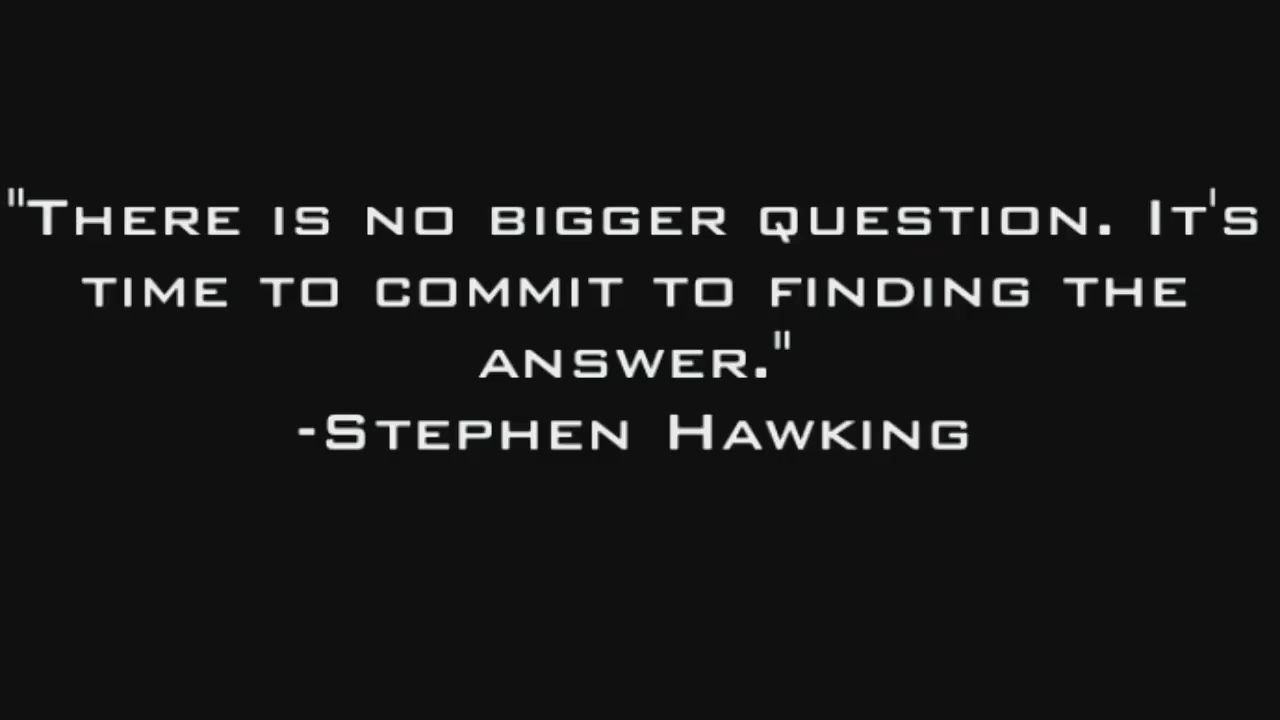 "There is no bigger question. It's
time to commit to finding the
answer."
-Stephen Hawking